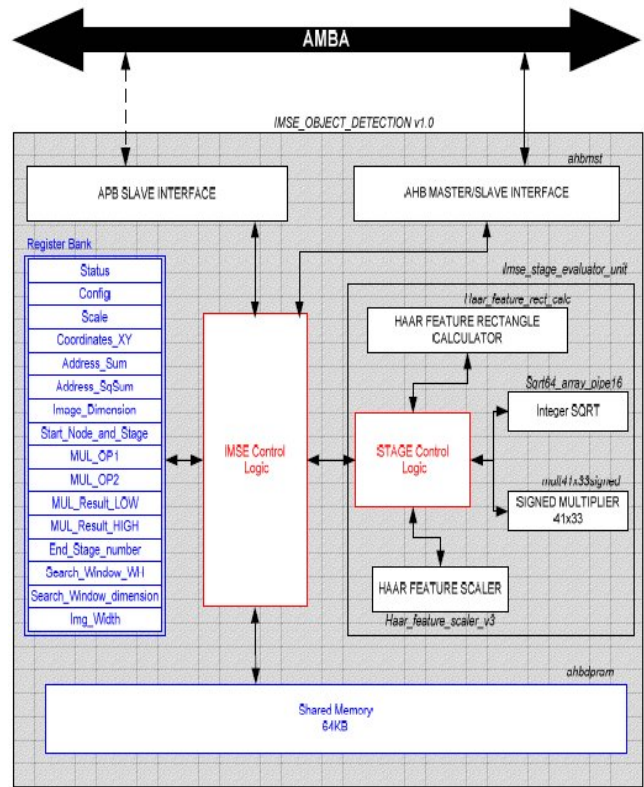 AMBA
IMSE_OBJECT_DETECTION v1.0
ahbmst
APB SLAVE INTERFACE
AHB MASTER/SLAVE INTERFACE
Register Bank
Status
Config
Scale
Coordinates_XY
Address_Sum
Address_SqSum
Image_Dimension
Start_Node_and_Stage
MUL_OP1
MUL_OP2
MUL_Result_LOW
MUL_Result_HIGH
End_Stage_number
Search_Window_WH
Search_Window_dimension
Img_Width
IMSE Control
Logic
Imse_stage_evaluator_unit
Haar_feature_rect_calc
HAAR FEATURE RECTANGLE
CALCULATOR
Sqrt64_array_pipe16
Integer SQRT
STAGE Control
Logic
mult41x33signed
SIGNED MULTIPLIER
41x33
HAAR FEATURE SCALER
Haar_feature_scaler_v3
ahbdpram
Shared Memory
64KB